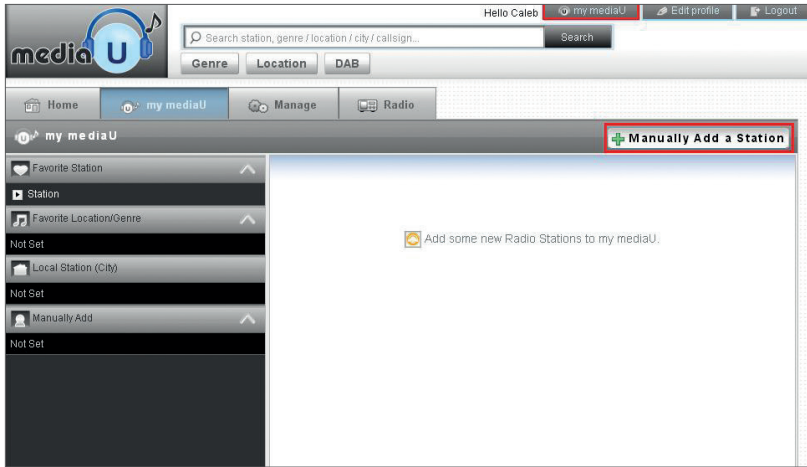 Hello Caleb my mediaU Edit profile Logout
media U
Search station, genre / location / city / callsign... Search
Genre Location DAB
Home my mediaU Manage Radio
my mediaU Manually Add a Station
Favorite Station
Station
Favorite Location/Genre
Not Set
Local Station (City)
Not Set
Manually Add
Not Set
Add some new Radio Stations to my mediaU.